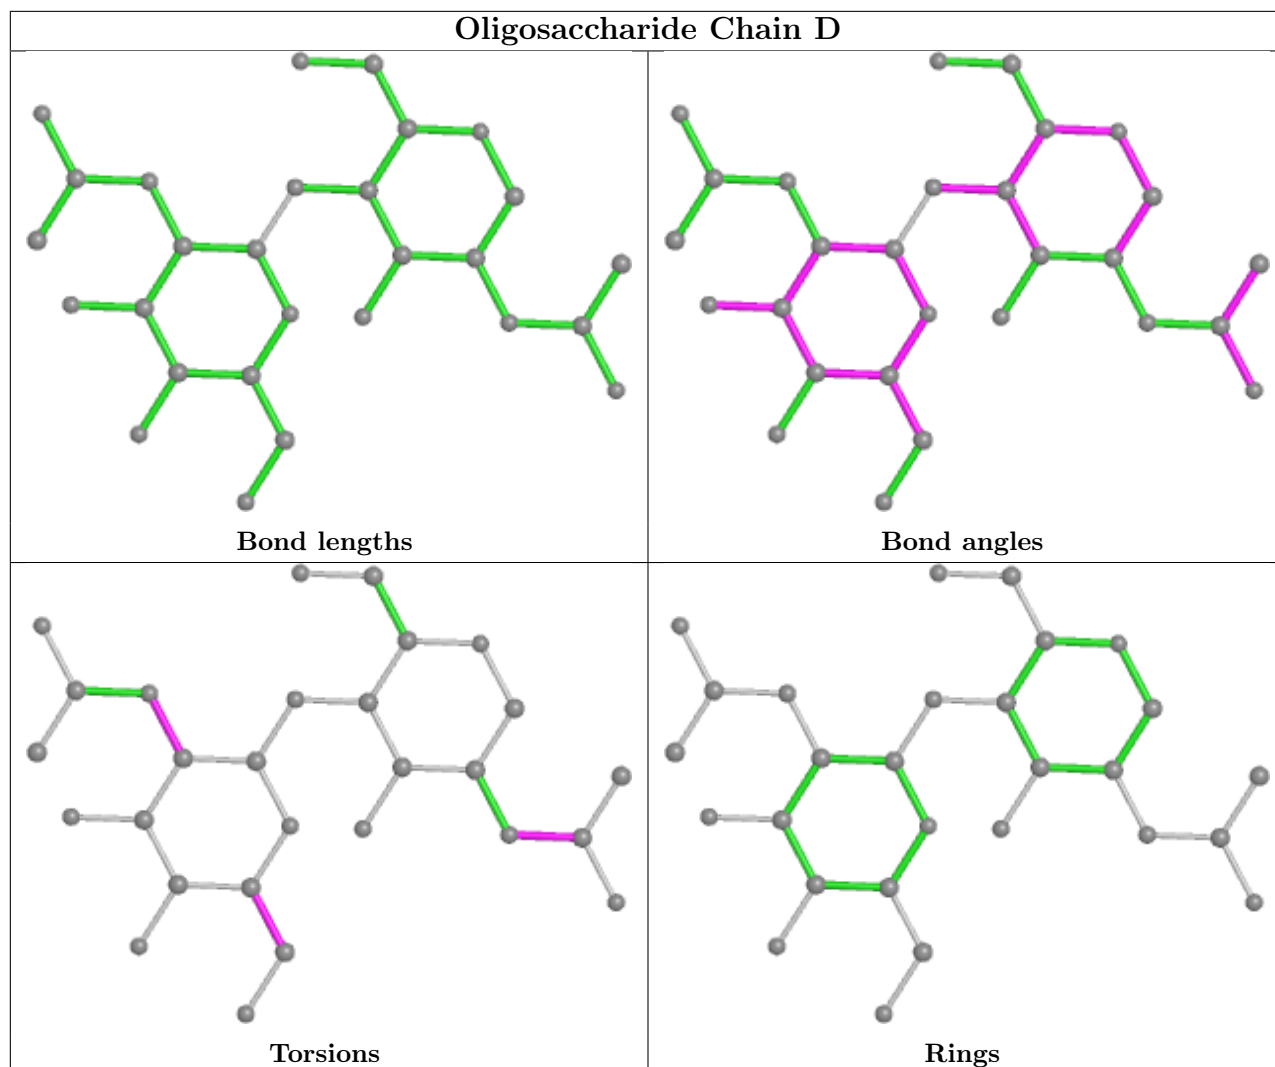 Oligosaccharide Chain D
Bond lengths
Bond angles
Torsions
Rings